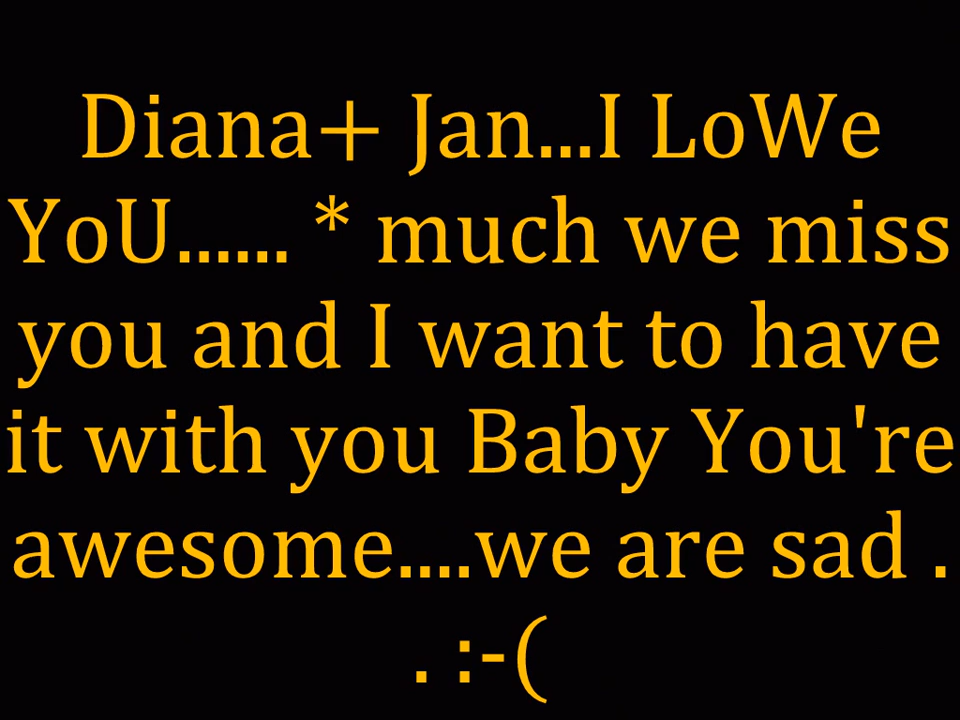 Diana+ Jan...I LoWe
YoU...... * much we miss
you and I want to have
it with you Baby You're
awesome....we are sad .
. :-(